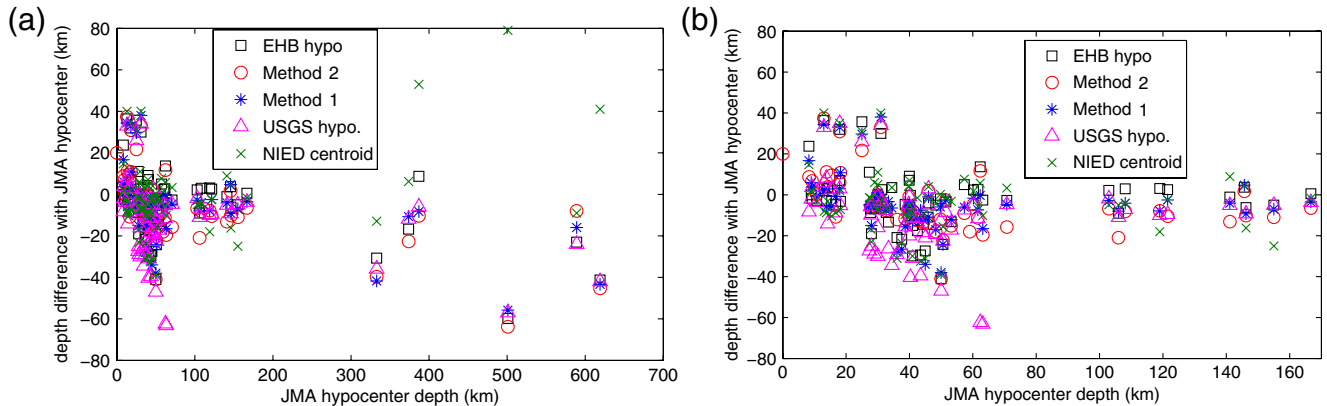 (a)
depth difference with JMA hypocenter (km)
80
60
40
20
0
−20
−40
−60
−80
0
100
200
300
400
500
600
700
JMA hypocenter depth (km)
EHB hypo
Method 2
Method 1
USGS hypo.
NIED centroid
(b)
depth difference with JMA hypocenter (km)
80
60
40
20
0
−20
−40
−60
−80
0
20
40
60
80
100
120
140
160
JMA hypocenter depth (km)
EHB hypo
Method 2
Method 1
USGS hypo.
NIED centroid